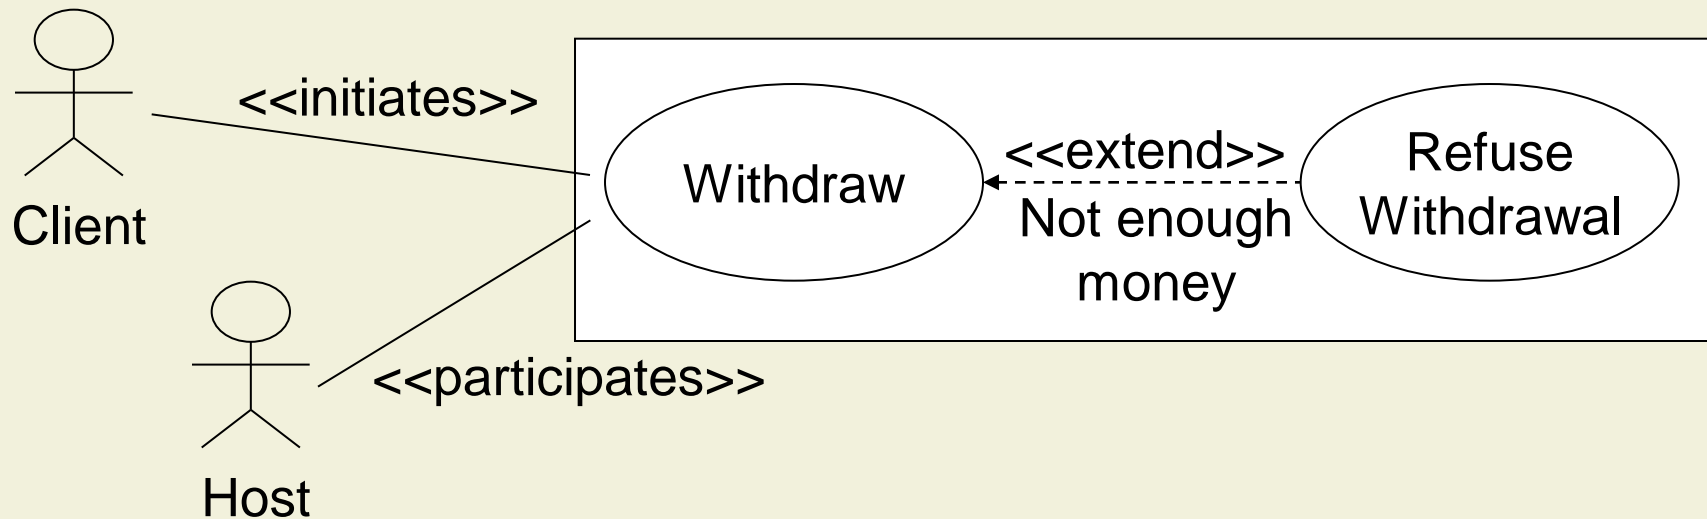 <<initiates>>
Client
Withdraw
<<extend>>
Not enough
money
Refuse
Withdrawal
<<participates>>
Host